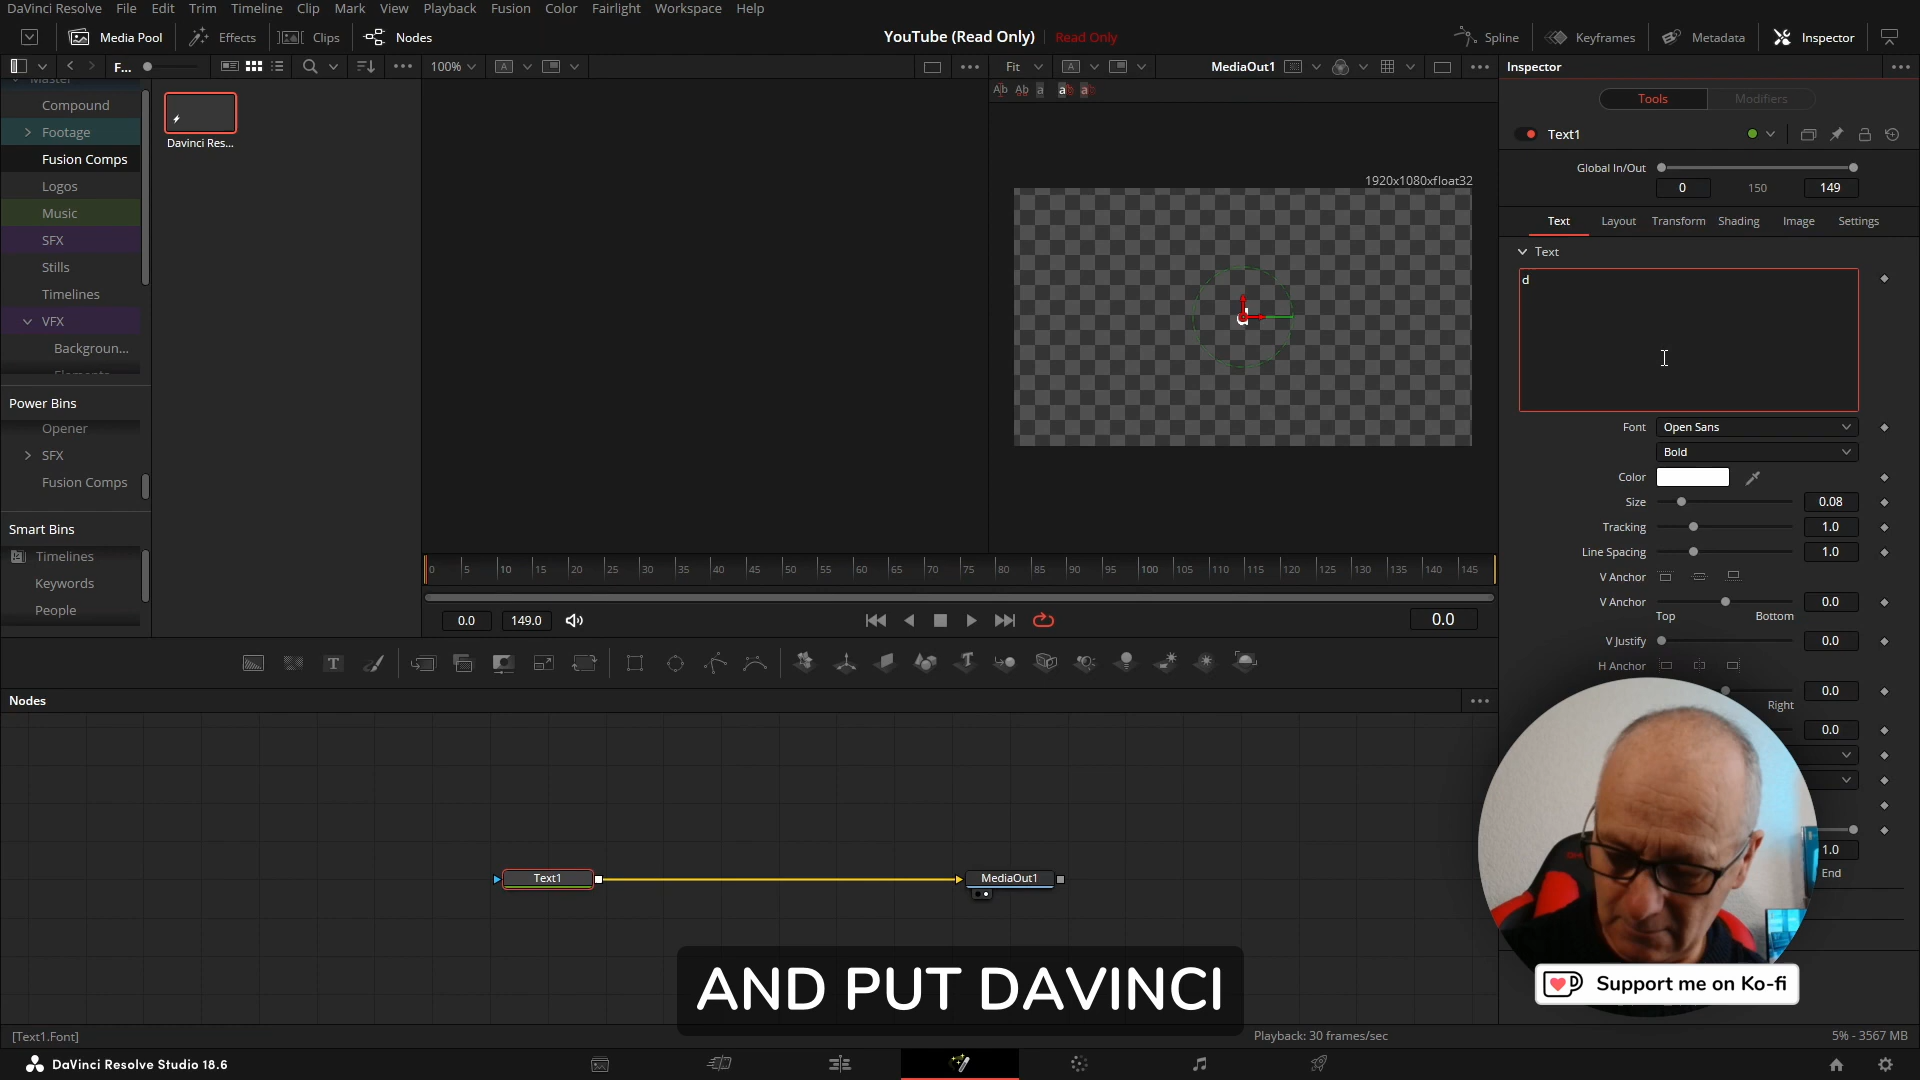 DaVinci Resolve File Edit Trim Timeline Clip Mark View Playback Fusion Color Fairlight Workspace Help
Media Pool Effects Clips Nodes
YouTube (Read Only) Read Only
Spline Keyframes Metadata Inspector
F...
100%
Fit
MediaOut1
Inspector
Master
Compound
Footage
Fusion Comps
Logos
Music
SFX
Stills
Timelines
VFX
Backgroun...
Elements
Power Bins
Opener
SFX
Fusion Comps
Smart Bins
Timelines
Keywords
People
Davinci Res...
1920x1080xfloat32
Tools Modifiers
Text1
Global In/Out
0 150 149
Text Layout Transform Shading Image Settings
Text
d
Font Open Sans
Bold
Color
Size 0.08
Tracking 1.0
Line Spacing 1.0
V Anchor
V Anchor 0.0
Top Bottom
V Justify 0.0
H Anchor
0.0
Right
0.0
1.0
End
0 5 10 15 20 25 30 35 40 45 50 55 60 65 70 75 80 85 90 95 100 105 110 115 120 125 130 135 140 145
0.0 149.0 0.0
Nodes
Text1
MediaOut1
AND PUT DAVINCI
Support me on Ko-fi
[Text1.Font]
Playback: 30 frames/sec
5% - 3567 MB
DaVinci Resolve Studio 18.6